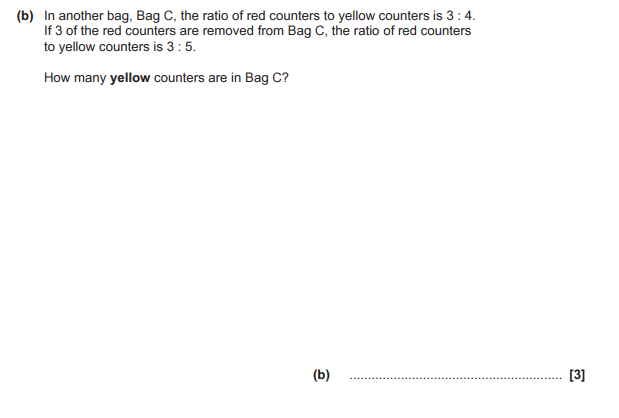 (b) In another bag, Bag C, the ratio of red counters to yellow counters is 3 : 4.
If 3 of the red counters are removed from Bag C, the ratio of red counters
to yellow counters is 3 : 5.
How many yellow counters are in Bag C?
(b) ............................................................ [3]